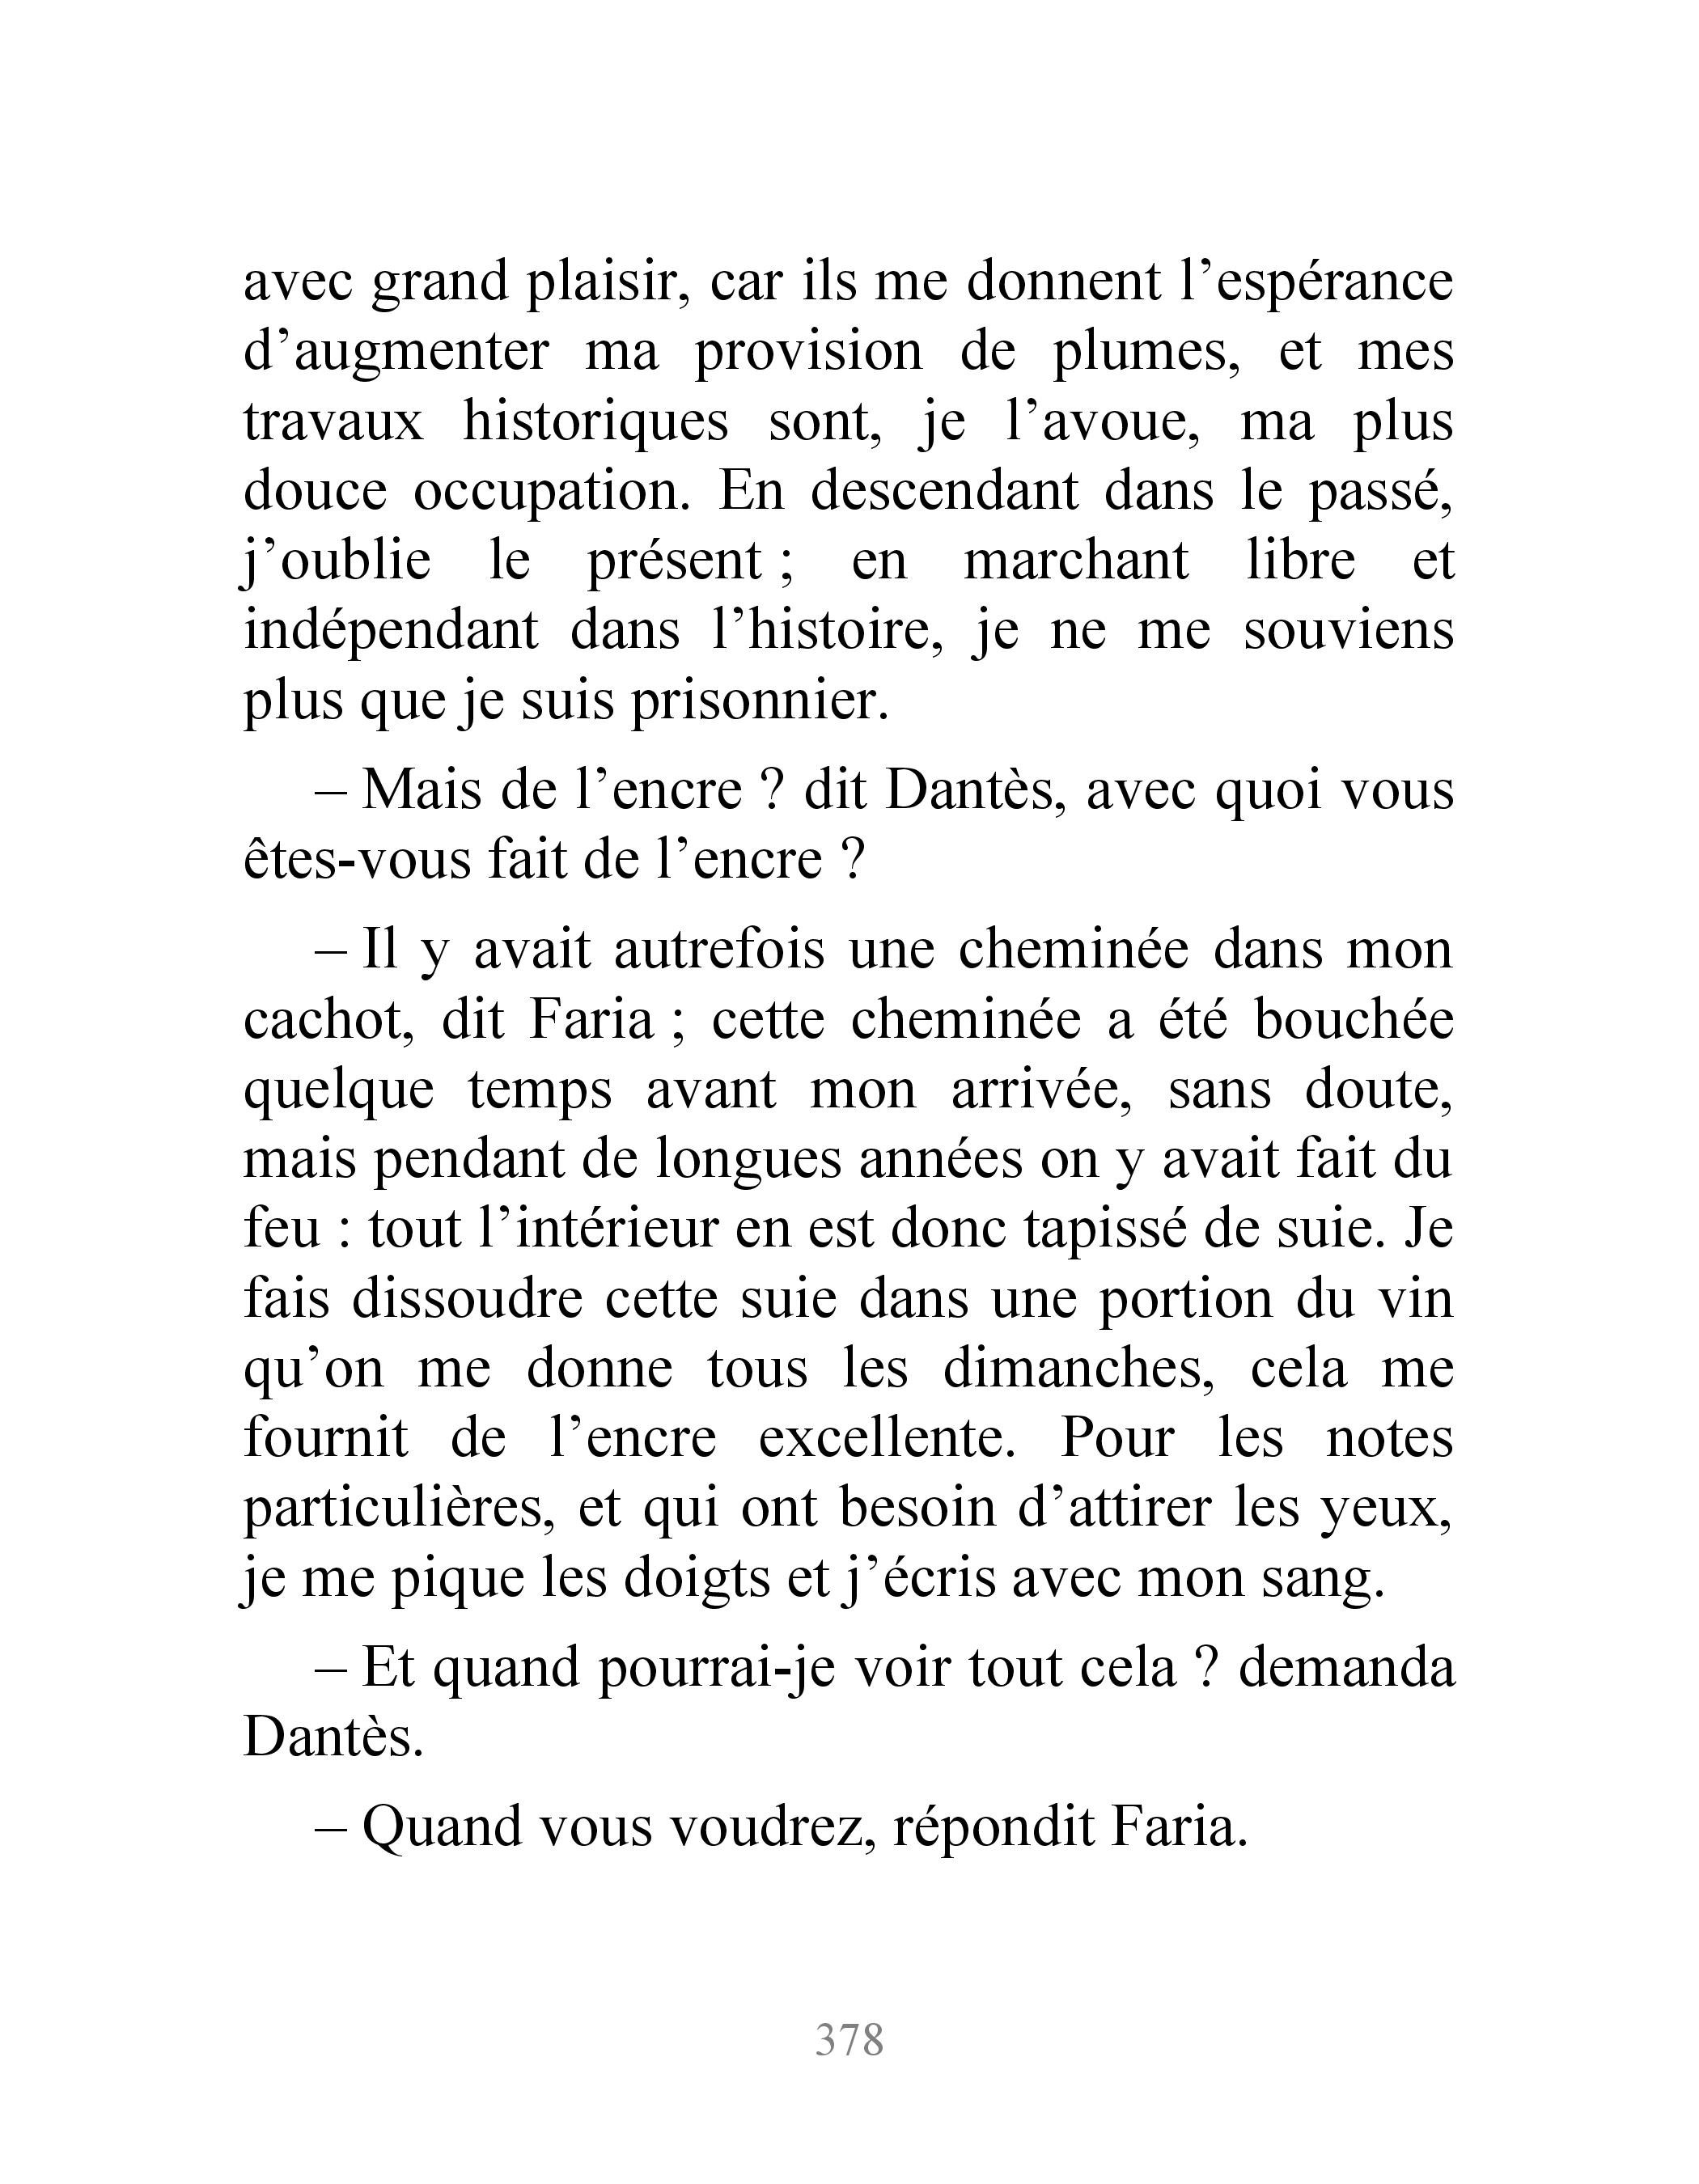 avec grand plaisir, car ils me donnent l’espérance
d’augmenter ma provision de plumes, et mes
travaux historiques sont, je l’avoue, ma plus
douce occupation. En descendant dans le passé,
j’oublie le présent ; en marchant libre et
indépendant dans l’histoire, je ne me souviens
plus que je suis prisonnier.
– Mais de l’encre ? dit Dantès, avec quoi vous
êtes-vous fait de l’encre ?
– Il y avait autrefois une cheminée dans mon
cachot, dit Faria ; cette cheminée a été bouchée
quelque temps avant mon arrivée, sans doute,
mais pendant de longues années on y avait fait du
feu : tout l’intérieur en est donc tapissé de suie. Je
fais dissoudre cette suie dans une portion du vin
qu’on me donne tous les dimanches, cela me
fournit de l’encre excellente. Pour les notes
particulières, et qui ont besoin d’attirer les yeux,
je me pique les doigts et j’écris avec mon sang.
– Et quand pourrai-je voir tout cela ? demanda
Dantès.
– Quand vous voudrez, répondit Faria.
378